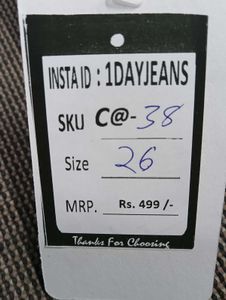 INSTA ID : 1DAYJEANS
SKU C@-38
Size 26
MRP. Rs. 499 /-
Thanks For Choosing